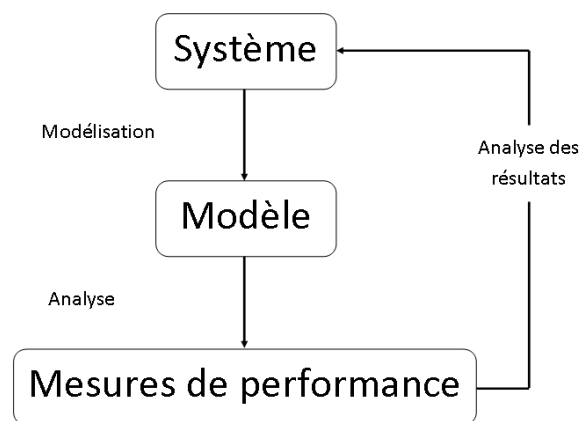 Système
Modélisation
Analyse des
résultats
Modèle
Analyse
Mesures de performance